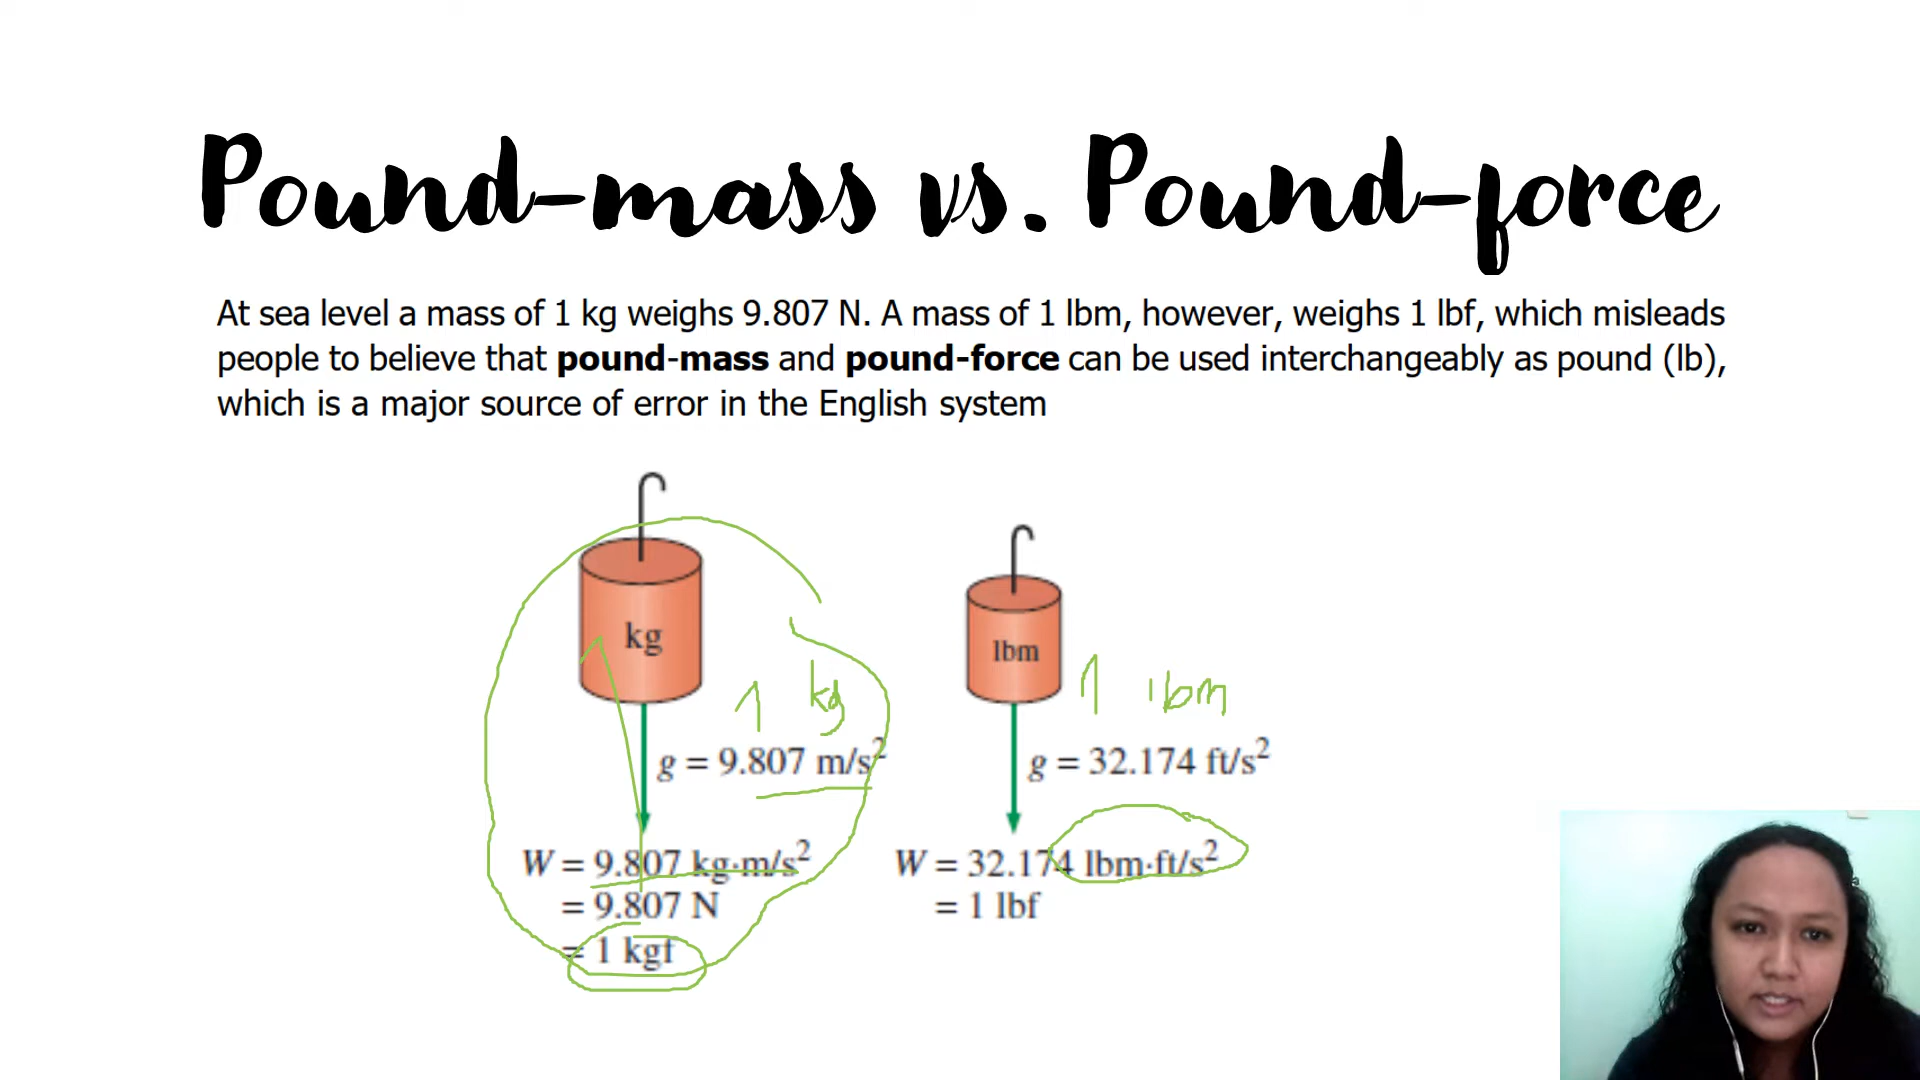 Pound-mass vs. Pound-force
At sea level a mass of 1 kg weighs 9.807 N. A mass of 1 lbm, however, weighs 1 lbf, which misleads
people to believe that pound-mass and pound-force can be used interchangeably as pound (lb),
which is a major source of error in the English system
kg
lbm
1 kg
1 lbm
g = 9.807 m/s²
g = 32.174 ft/s²
W = 9.807 kg·m/s²
= 9.807 N
= 1 kgf
W = 32.174 lbm·ft/s²
= 1 lbf